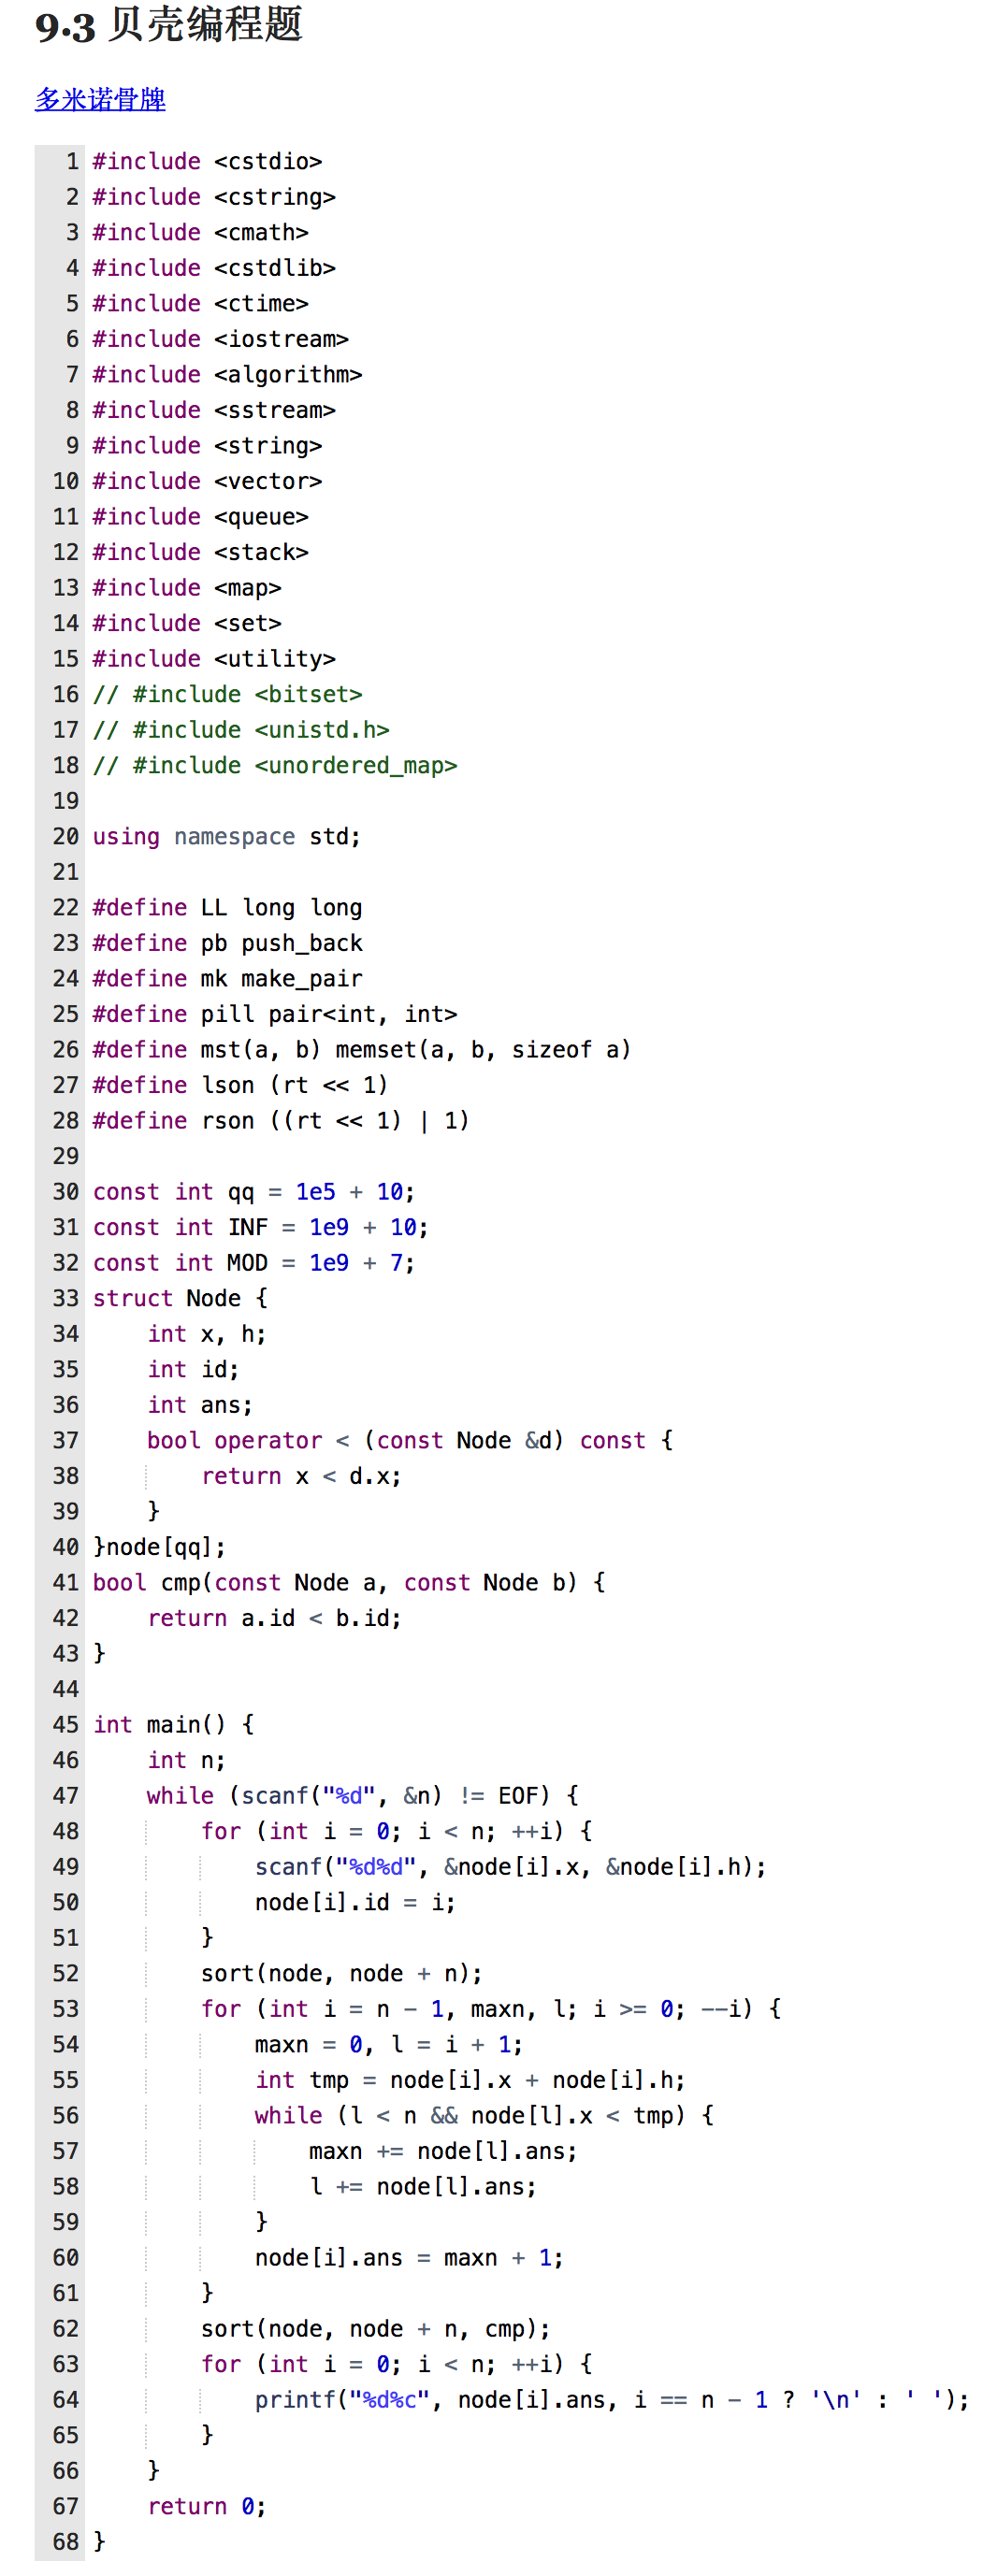 9.3 贝壳编程题
多米诺骨牌
1 #include <cstdio>
2 #include <cstring>
3 #include <cmath>
4 #include <cstdlib>
5 #include <ctime>
6 #include <iostream>
7 #include <algorithm>
8 #include <sstream>
9 #include <string>
10 #include <vector>
11 #include <queue>
12 #include <stack>
13 #include <map>
14 #include <set>
15 #include <utility>
16 // #include <bitset>
17 // #include <unistd.h>
18 // #include <unordered_map>
19
20 using namespace std;
21
22 #define LL long long
23 #define pb push_back
24 #define mk make_pair
25 #define pill pair<int, int>
26 #define mst(a, b) memset(a, b, sizeof a)
27 #define lson (rt << 1)
28 #define rson ((rt << 1) | 1)
29
30 const int qq = 1e5 + 10;
31 const int INF = 1e9 + 10;
32 const int MOD = 1e9 + 7;
33 struct Node {
34     int x, h;
35     int id;
36     int ans;
37     bool operator < (const Node &d) const {
38         return x < d.x;
39     }
40 }node[qq];
41 bool cmp(const Node a, const Node b) {
42     return a.id < b.id;
43 }
44
45 int main() {
46     int n;
47     while (scanf("%d", &n) != EOF) {
48         for (int i = 0; i < n; ++i) {
49             scanf("%d%d", &node[i].x, &node[i].h);
50             node[i].id = i;
51         }
52         sort(node, node + n);
53         for (int i = n - 1, maxn, l; i >= 0; --i) {
54             maxn = 0, l = i + 1;
55             int tmp = node[i].x + node[i].h;
56             while (l < n && node[l].x < tmp) {
57                 maxn += node[l].ans;
58                 l += node[l].ans;
59             }
60             node[i].ans = maxn + 1;
61         }
62         sort(node, node + n, cmp);
63         for (int i = 0; i < n; ++i) {
64             printf("%d%c", node[i].ans, i == n - 1 ? '\n' : ' ');
65         }
66     }
67     return 0;
68 }